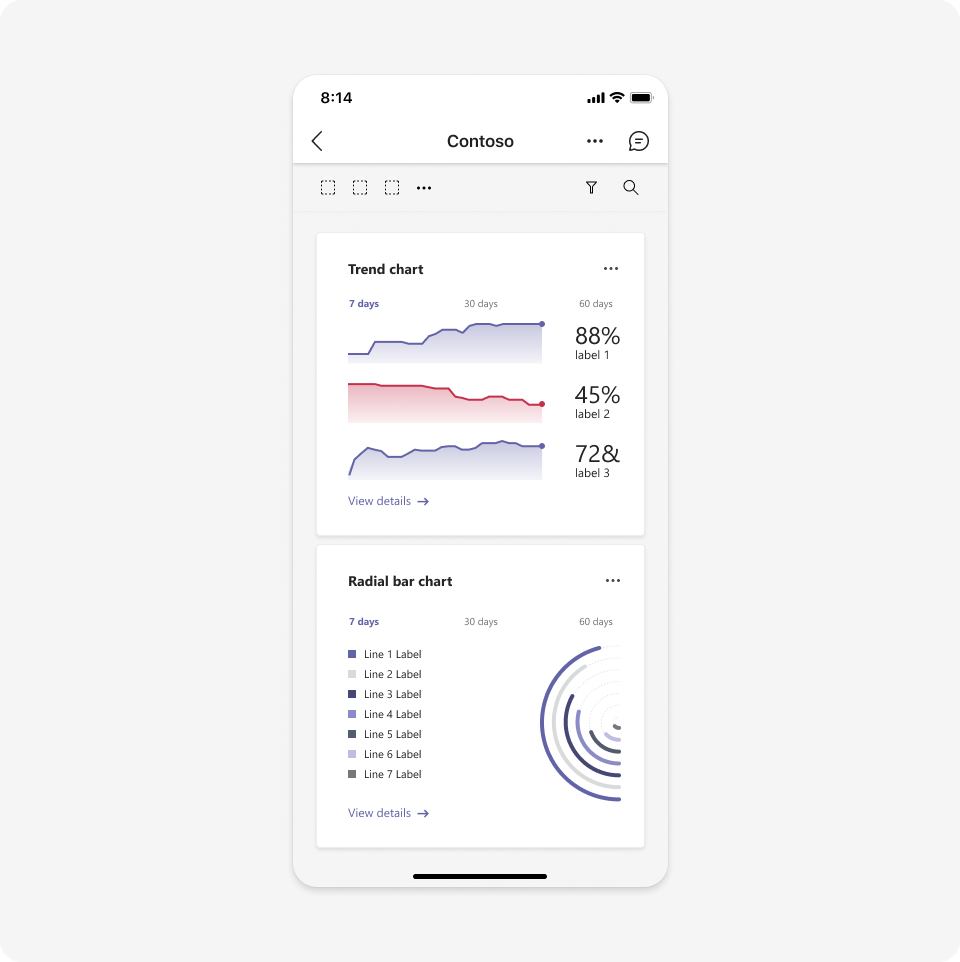 8:14
Contoso
Trend chart
7 days 30 days 60 days
88%
label 1
45%
label 2
72&
label 3
View details
Radial bar chart
7 days 30 days 60 days
Line 1 Label
Line 2 Label
Line 3 Label
Line 4 Label
Line 5 Label
Line 6 Label
Line 7 Label
View details